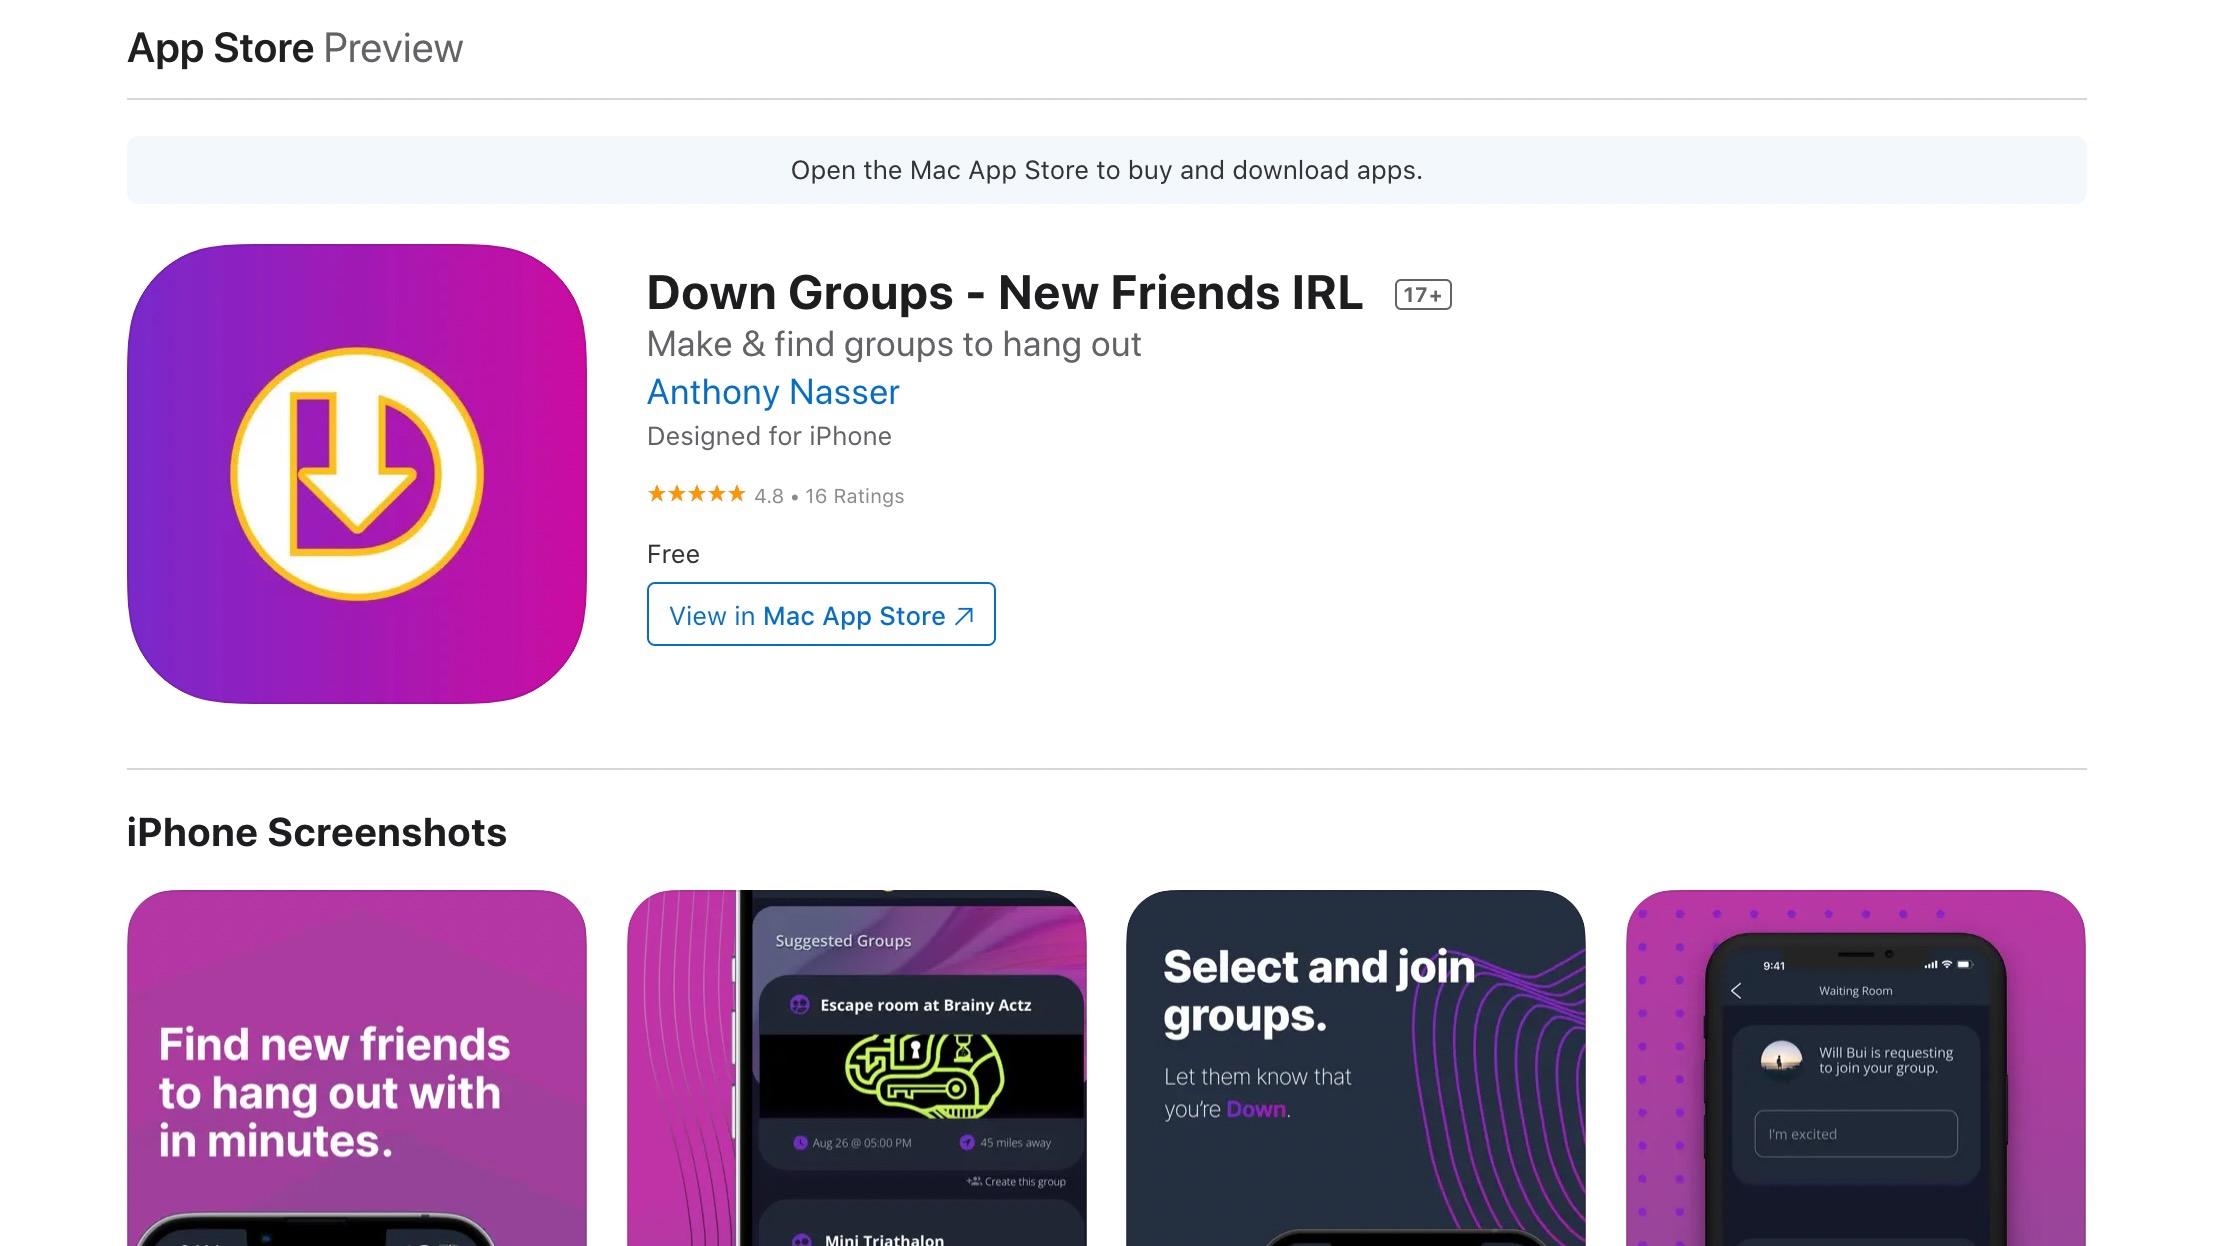 App Store Preview
Open the Mac App Store to buy and download apps.
Down Groups - New Friends IRL 17+
Make & find groups to hang out
Anthony Nasser
Designed for iPhone
★★★★★ 4.8 • 16 Ratings
Free
View in Mac App Store ↗
iPhone Screenshots
Find new friends
to hang out with
in minutes.
Suggested Groups
Escape room at Brainy Actz
Aug 26 @ 05:00 PM 45 miles away
Create this group
Mini Triathalon
Select and join
groups.
Let them know that
you're Down.
9:41
Waiting Room
Will Bui is requesting
to join your group.
I'm excited